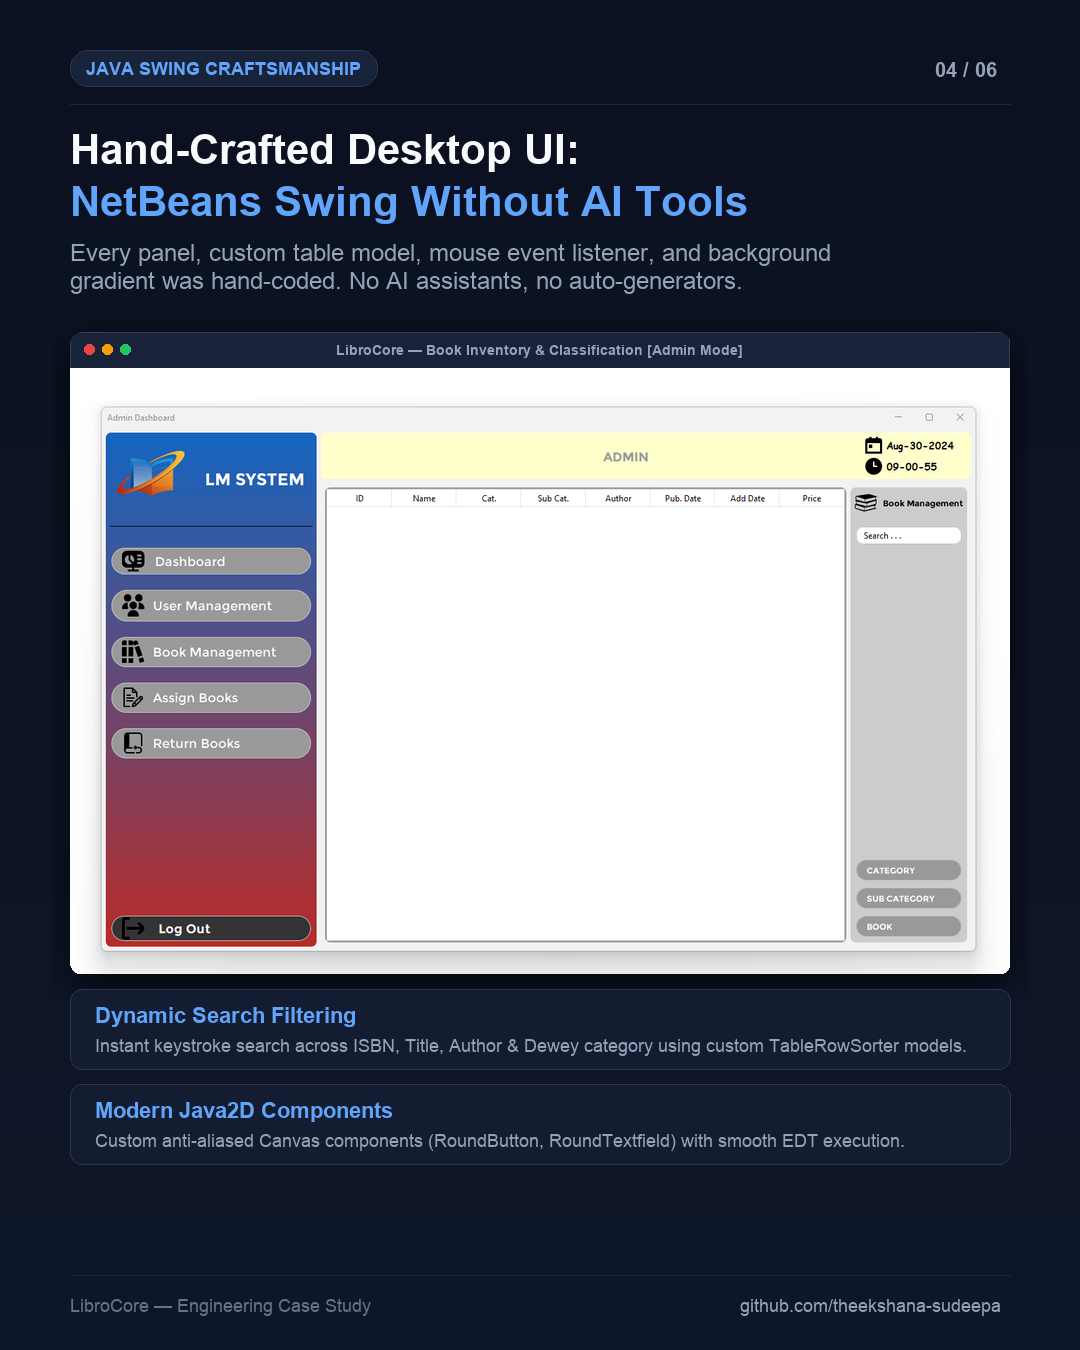 JAVA SWING CRAFTSMANSHIP
04 / 06
Hand-Crafted Desktop UI:
NetBeans Swing Without AI Tools
Every panel, custom table model, mouse event listener, and background
gradient was hand-coded. No AI assistants, no auto-generators.
LibroCore — Book Inventory & Classification [Admin Mode]
Admin Dashboard
LM SYSTEM
Dashboard
User Management
Book Management
Assign Books
Return Books
Log Out
ADMIN
Aug-30-2024
09-00-55
ID Name Cat. Sub Cat. Author Pub. Date Add Date Price
Book Management
Search . . .
CATEGORY
SUB CATEGORY
BOOK
Dynamic Search Filtering
Instant keystroke search across ISBN, Title, Author & Dewey category using custom TableRowSorter models.
Modern Java2D Components
Custom anti-aliased Canvas components (RoundButton, RoundTextfield) with smooth EDT execution.
LibroCore — Engineering Case Study
github.com/theekshana-sudeepa